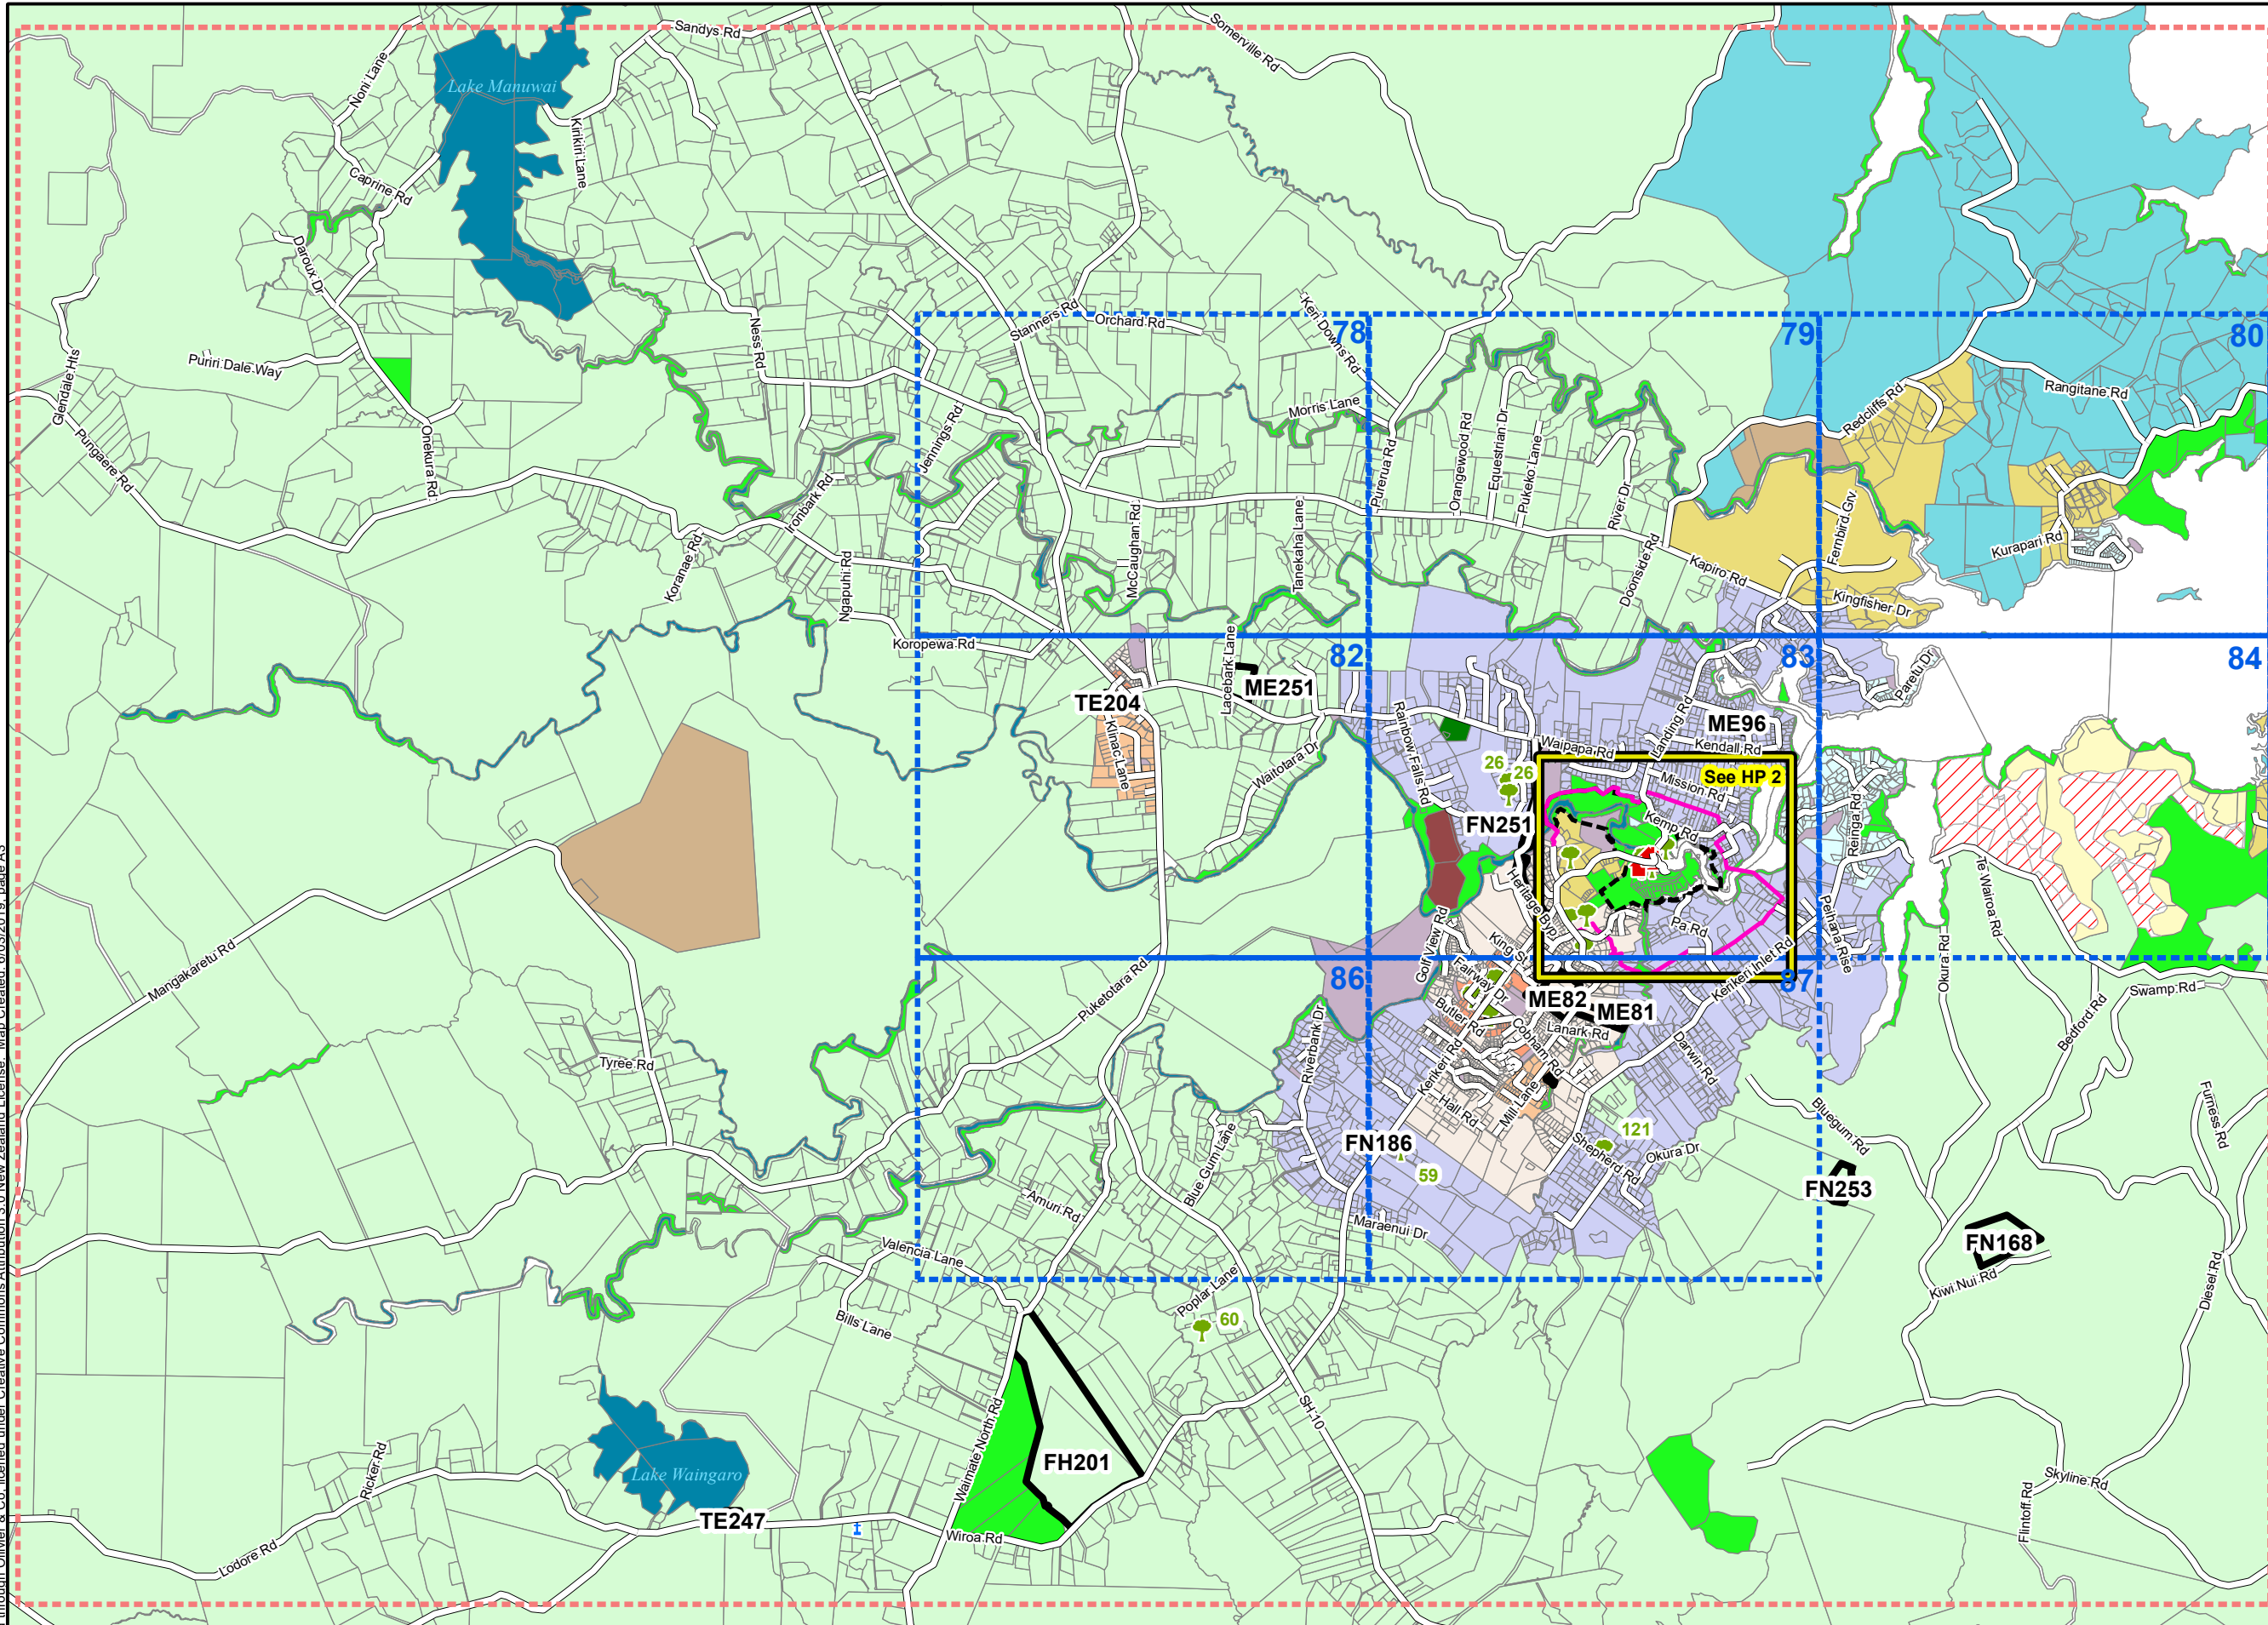 Sandys Rd
Somerville Rd
Noni Lane
Lake Manuwai
Kirikiri Lane
Caprine Rd
Daroux Dr
Stanners Rd
Orchard Rd
Keri Downs Rd
78
79
80
Ness Rd
Puriri Dale Way
Glendale Hts
Rangitane Rd
Redcliffs Rd
Morris Lane
Jennings Rd
Purerua Rd
Orangewood Rd
Equestrian Dr
Pukeko Lane
Onekura Rd
Pungaere Rd
Ironbark Rd
River Dr
McCaughan Rd
Tanekaha Lane
Fernbird Grv
Kurapari Rd
Koranae Rd
Ngapuhi Rd
Doonside Rd
Kapiro Rd
Kingfisher Dr
Koropewa Rd
Lacebark Lane
82
83
84
ME251
TE204
Paretu Dr
Rainbow Falls Rd
Landing Rd
ME96
Klinac Lane
Waitotara Dr
Waipapa Rd
Kendall Rd
26
26
See HP 2
Mission Rd
FN251
Kemp Rd
Reinga Rd
Te Wairoa Rd
Heritage Byp
Pa Rd
Pelhana Rise
Golf View Rd
King St
Okura Rd
Mangakaretu Rd
Puketotara Rd
86
Fairway Dr
Kerikeri Inlet Rd
87
Swamp Rd
ME82
ME81
Butler Rd
Cobham Rd
Lanark Rd
Bedford Rd
Tyree Rd
Riverbank Dr
Kerikeri Rd
Darwin Rd
Hall Rd
Mill Lane
Bluegum Rd
Furness Rd
121
FN186
Shepherd Rd
Okura Dr
59
Blue Gum Lane
FN253
Amuri Rd
Maraenui Dr
FN168
Valencia Lane
Kiwi Nui Rd
Diesel Rd
Poplar Lane
60
Bills Lane
SH 10
Waimate North Rd
FH201
Ricker Rd
Lake Waingaro
Skyline Rd
TE247
Flintoff Rd
Wiroa Rd
Lodore Rd